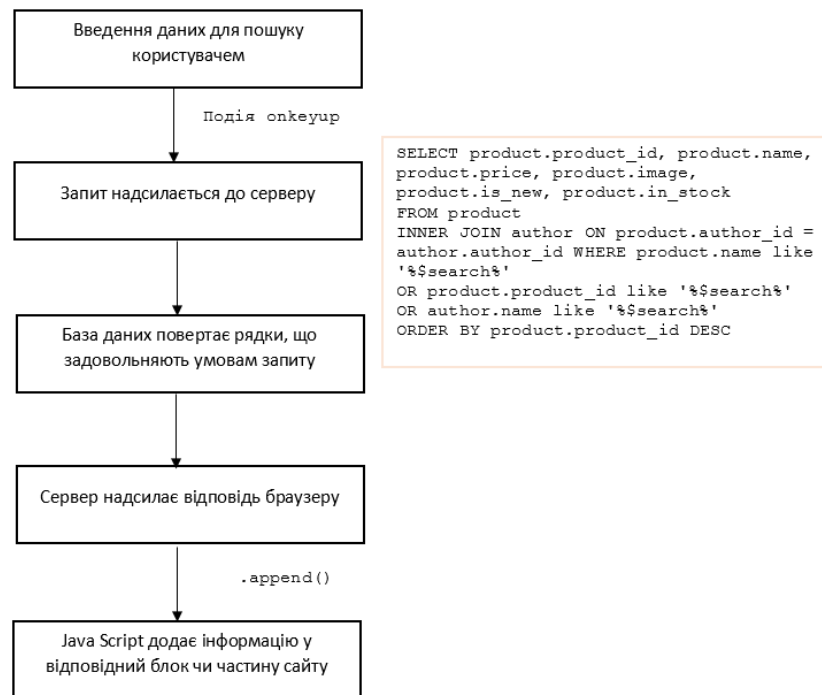 Введення даних для пошуку
користувачем
Подія onkeyup
Запит надсилається до серверу
SELECT product.product_id, product.name,
product.price, product.image,
product.is_new, product.in_stock
FROM product
INNER JOIN author ON product.author_id =
author.author_id WHERE product.name like
'%$search%'
OR product.product_id like '%$search%'
OR author.name like '%$search%'
ORDER BY product.product_id DESC
База даних повертає рядки, що
задовольняють умовам запиту
Сервер надсилає відповідь браузеру
.append()
Java Script додає інформацію у
відповідний блок чи частину сайту